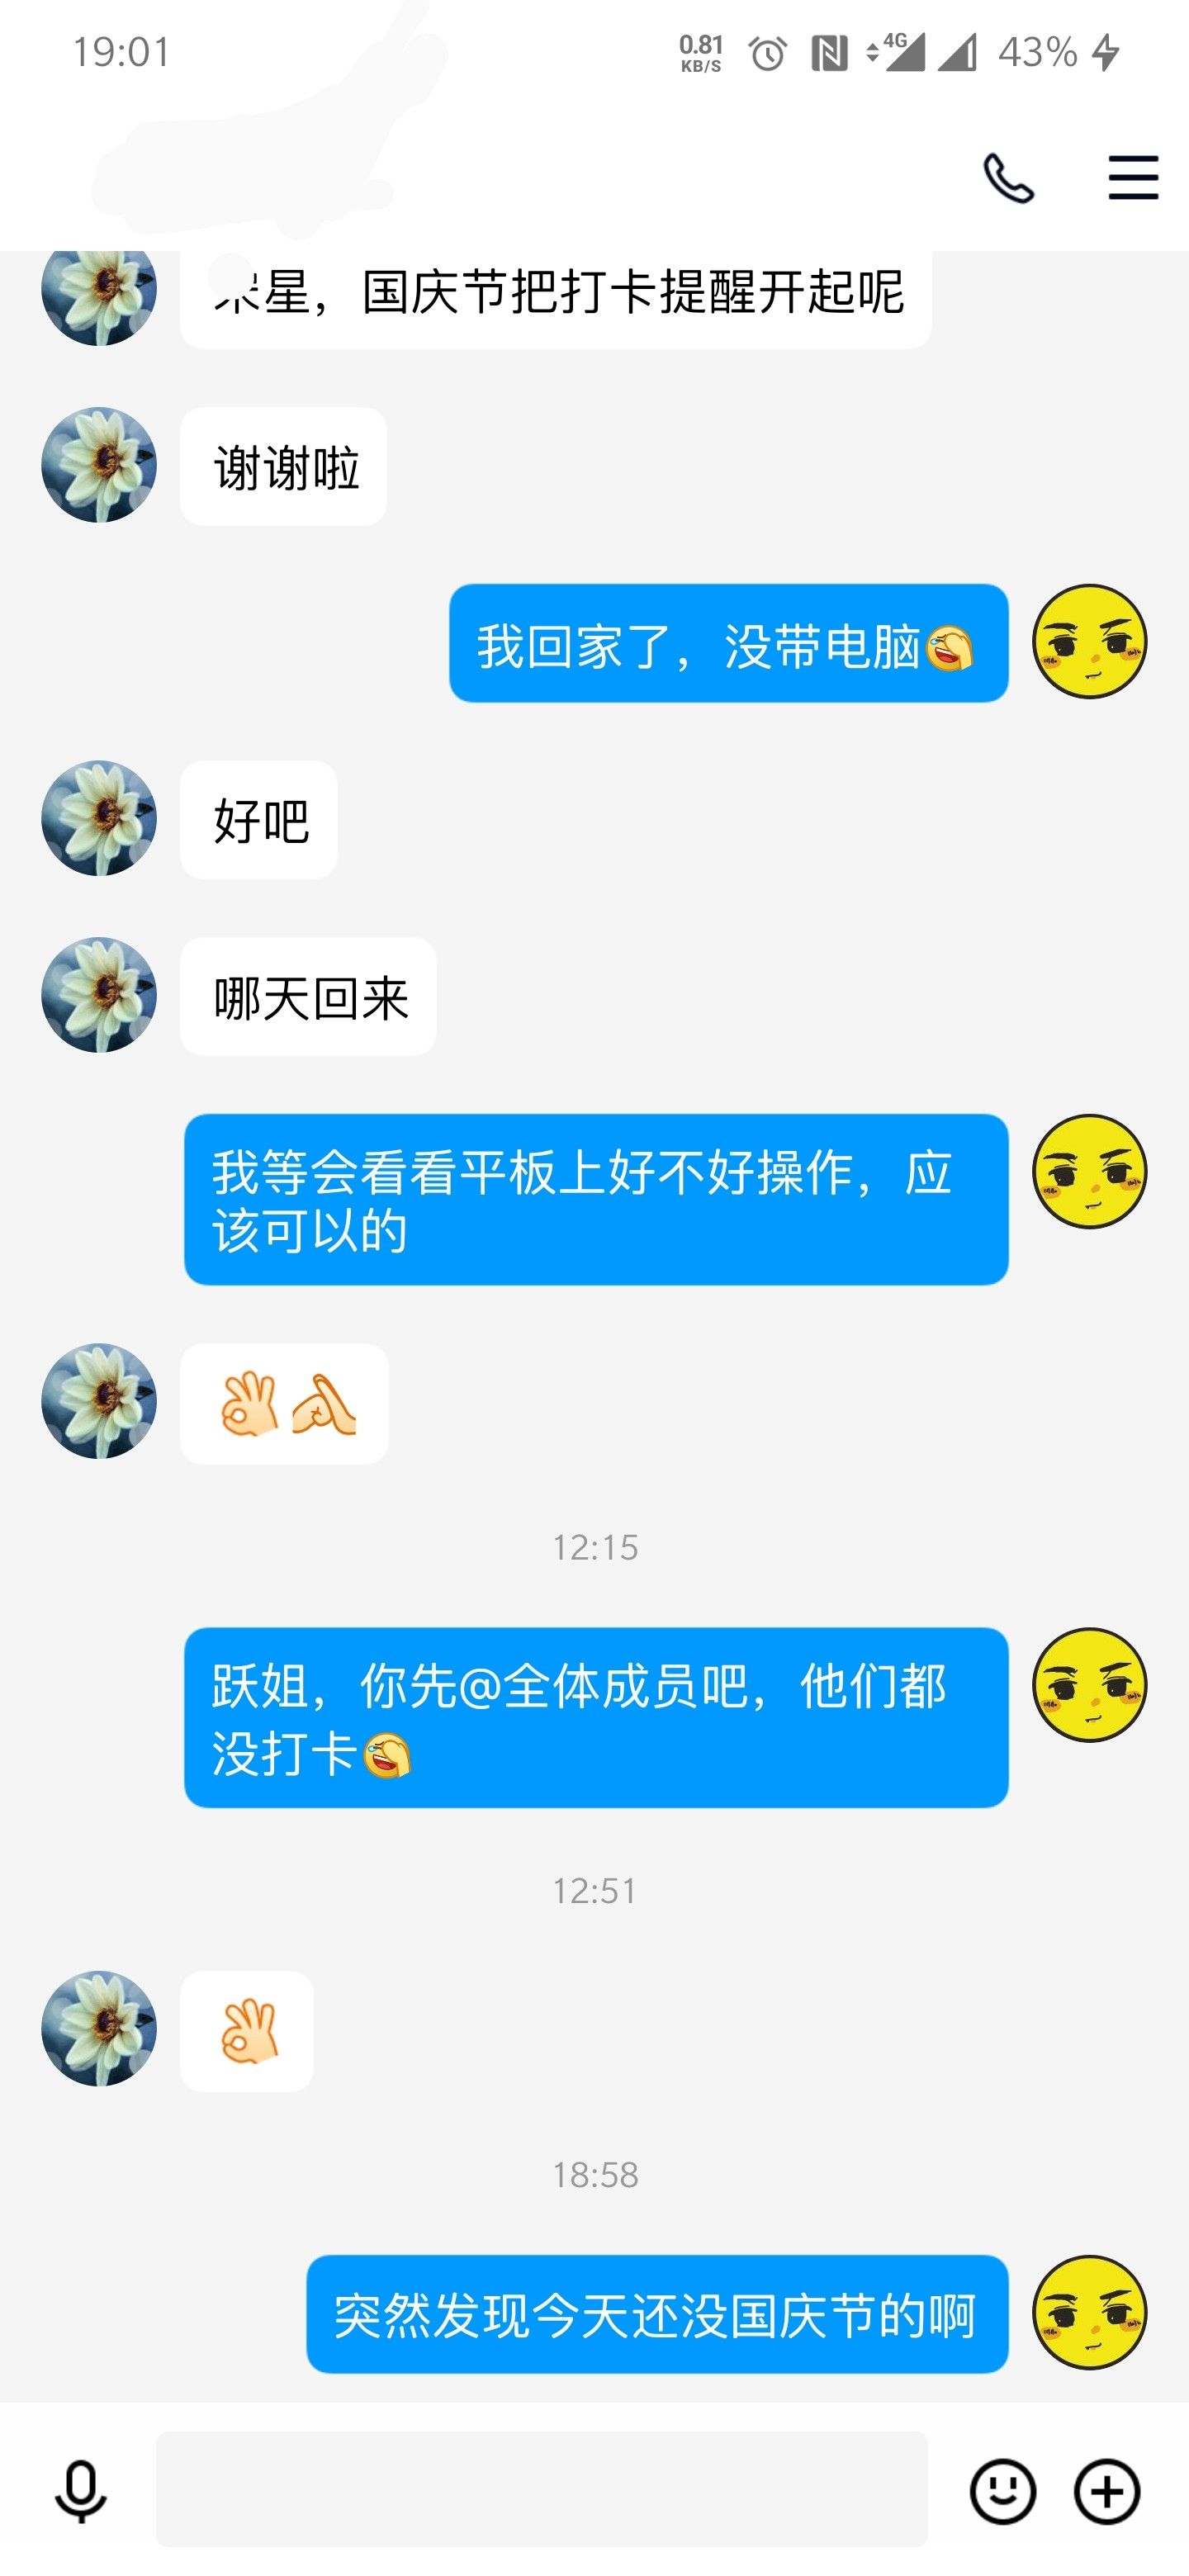 19:01
0.81
KB/S
4G
43%
星，国庆节把打卡提醒开起呢
谢谢啦
我回家了，没带电脑
好吧
哪天回来
我等会看看平板上好不好操作，应
该可以的
12:15
跃姐，你先@全体成员吧，他们都
没打卡
12:51
18:58
突然发现今天还没国庆节的啊